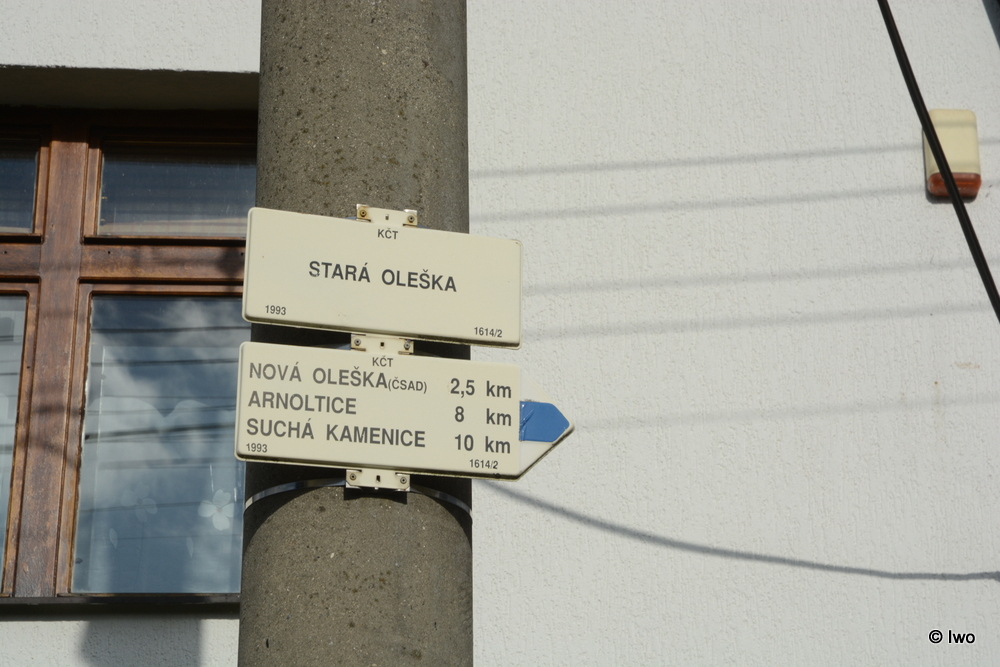 KČT
STARÁ OLEŠKA
1993 1614/2
KČT
NOVÁ OLEŠKA(ČSAD) 2,5 km
ARNOLTICE 8 km
SUCHÁ KAMENICE 10 km
1993 1614/2
© Iwo